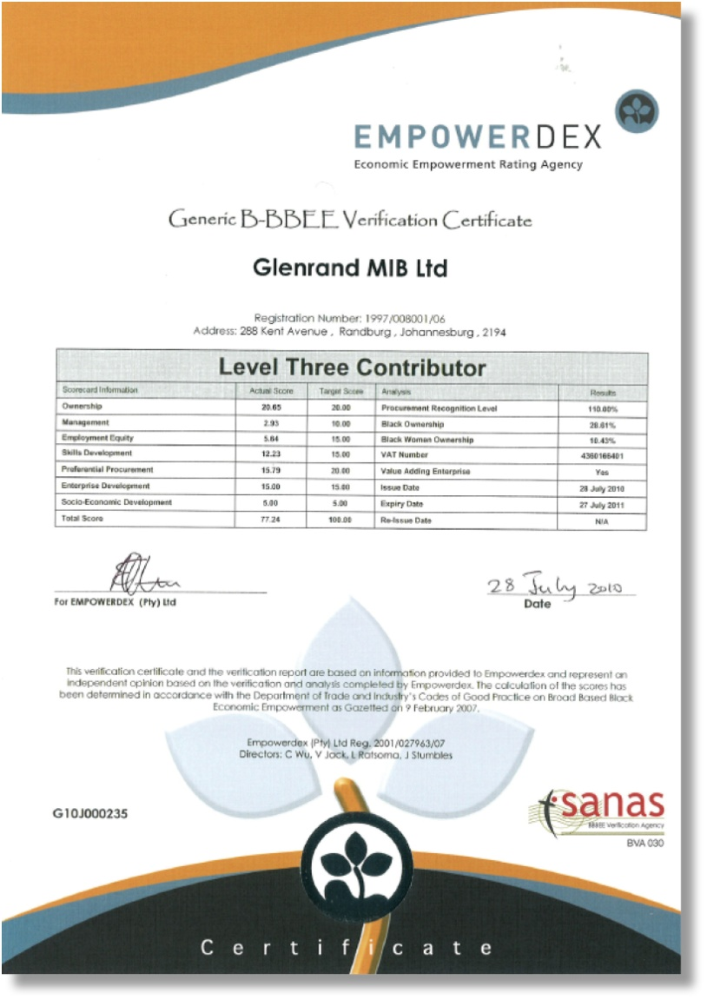 EMPOWERDEX
Economic Empowerment Rating Agency
Generic B-BBEE Verification Certificate
Glenrand MIB Ltd
Registration Number: 1997/008001/06
Address: 288 Kent Avenue , Randburg , Johannesburg , 2194
Level Three Contributor
Scorecard Information Actual Score Target Score Analysis Results
Ownership 20.65 20.00 Procurement Recognition Level 110.00%
Management 2.93 10.00 Black Ownership 28.61%
Employment Equity 5.64 15.00 Black Women Ownership 10.43%
Skills Development 12.23 15.00 VAT Number 4360166401
Preferential Procurement 15.79 20.00 Value Adding Enterprise Yes
Enterprise Development 15.00 15.00 Issue Date 28 July 2010
Socio-Economic Development 5.00 5.00 Expiry Date 27 July 2011
Total Score 77.24 100.00 Re-Issue Date N/A
28 July 2010
For EMPOWERDEX (Pty) Ltd Date
This verification certificate and the verification report are based on information provided to Empowerdex and represent an
independent opinion based on the verification and analysis completed by Empowerdex. The calculation of the scores has
been determined in accordance with the Department of Trade and Industry's Codes of Good Practice on Broad Based Black
Economic Empowerment as Gazetted on 9 February 2007.
Empowerdex (Pty) Ltd Reg. 2001/027963/07
Directors: C Wu, V Jack, L Ratsoma, J Stumbles
G10J000235
sanas
BBBEE Verification Agency
BVA 030
Certificate